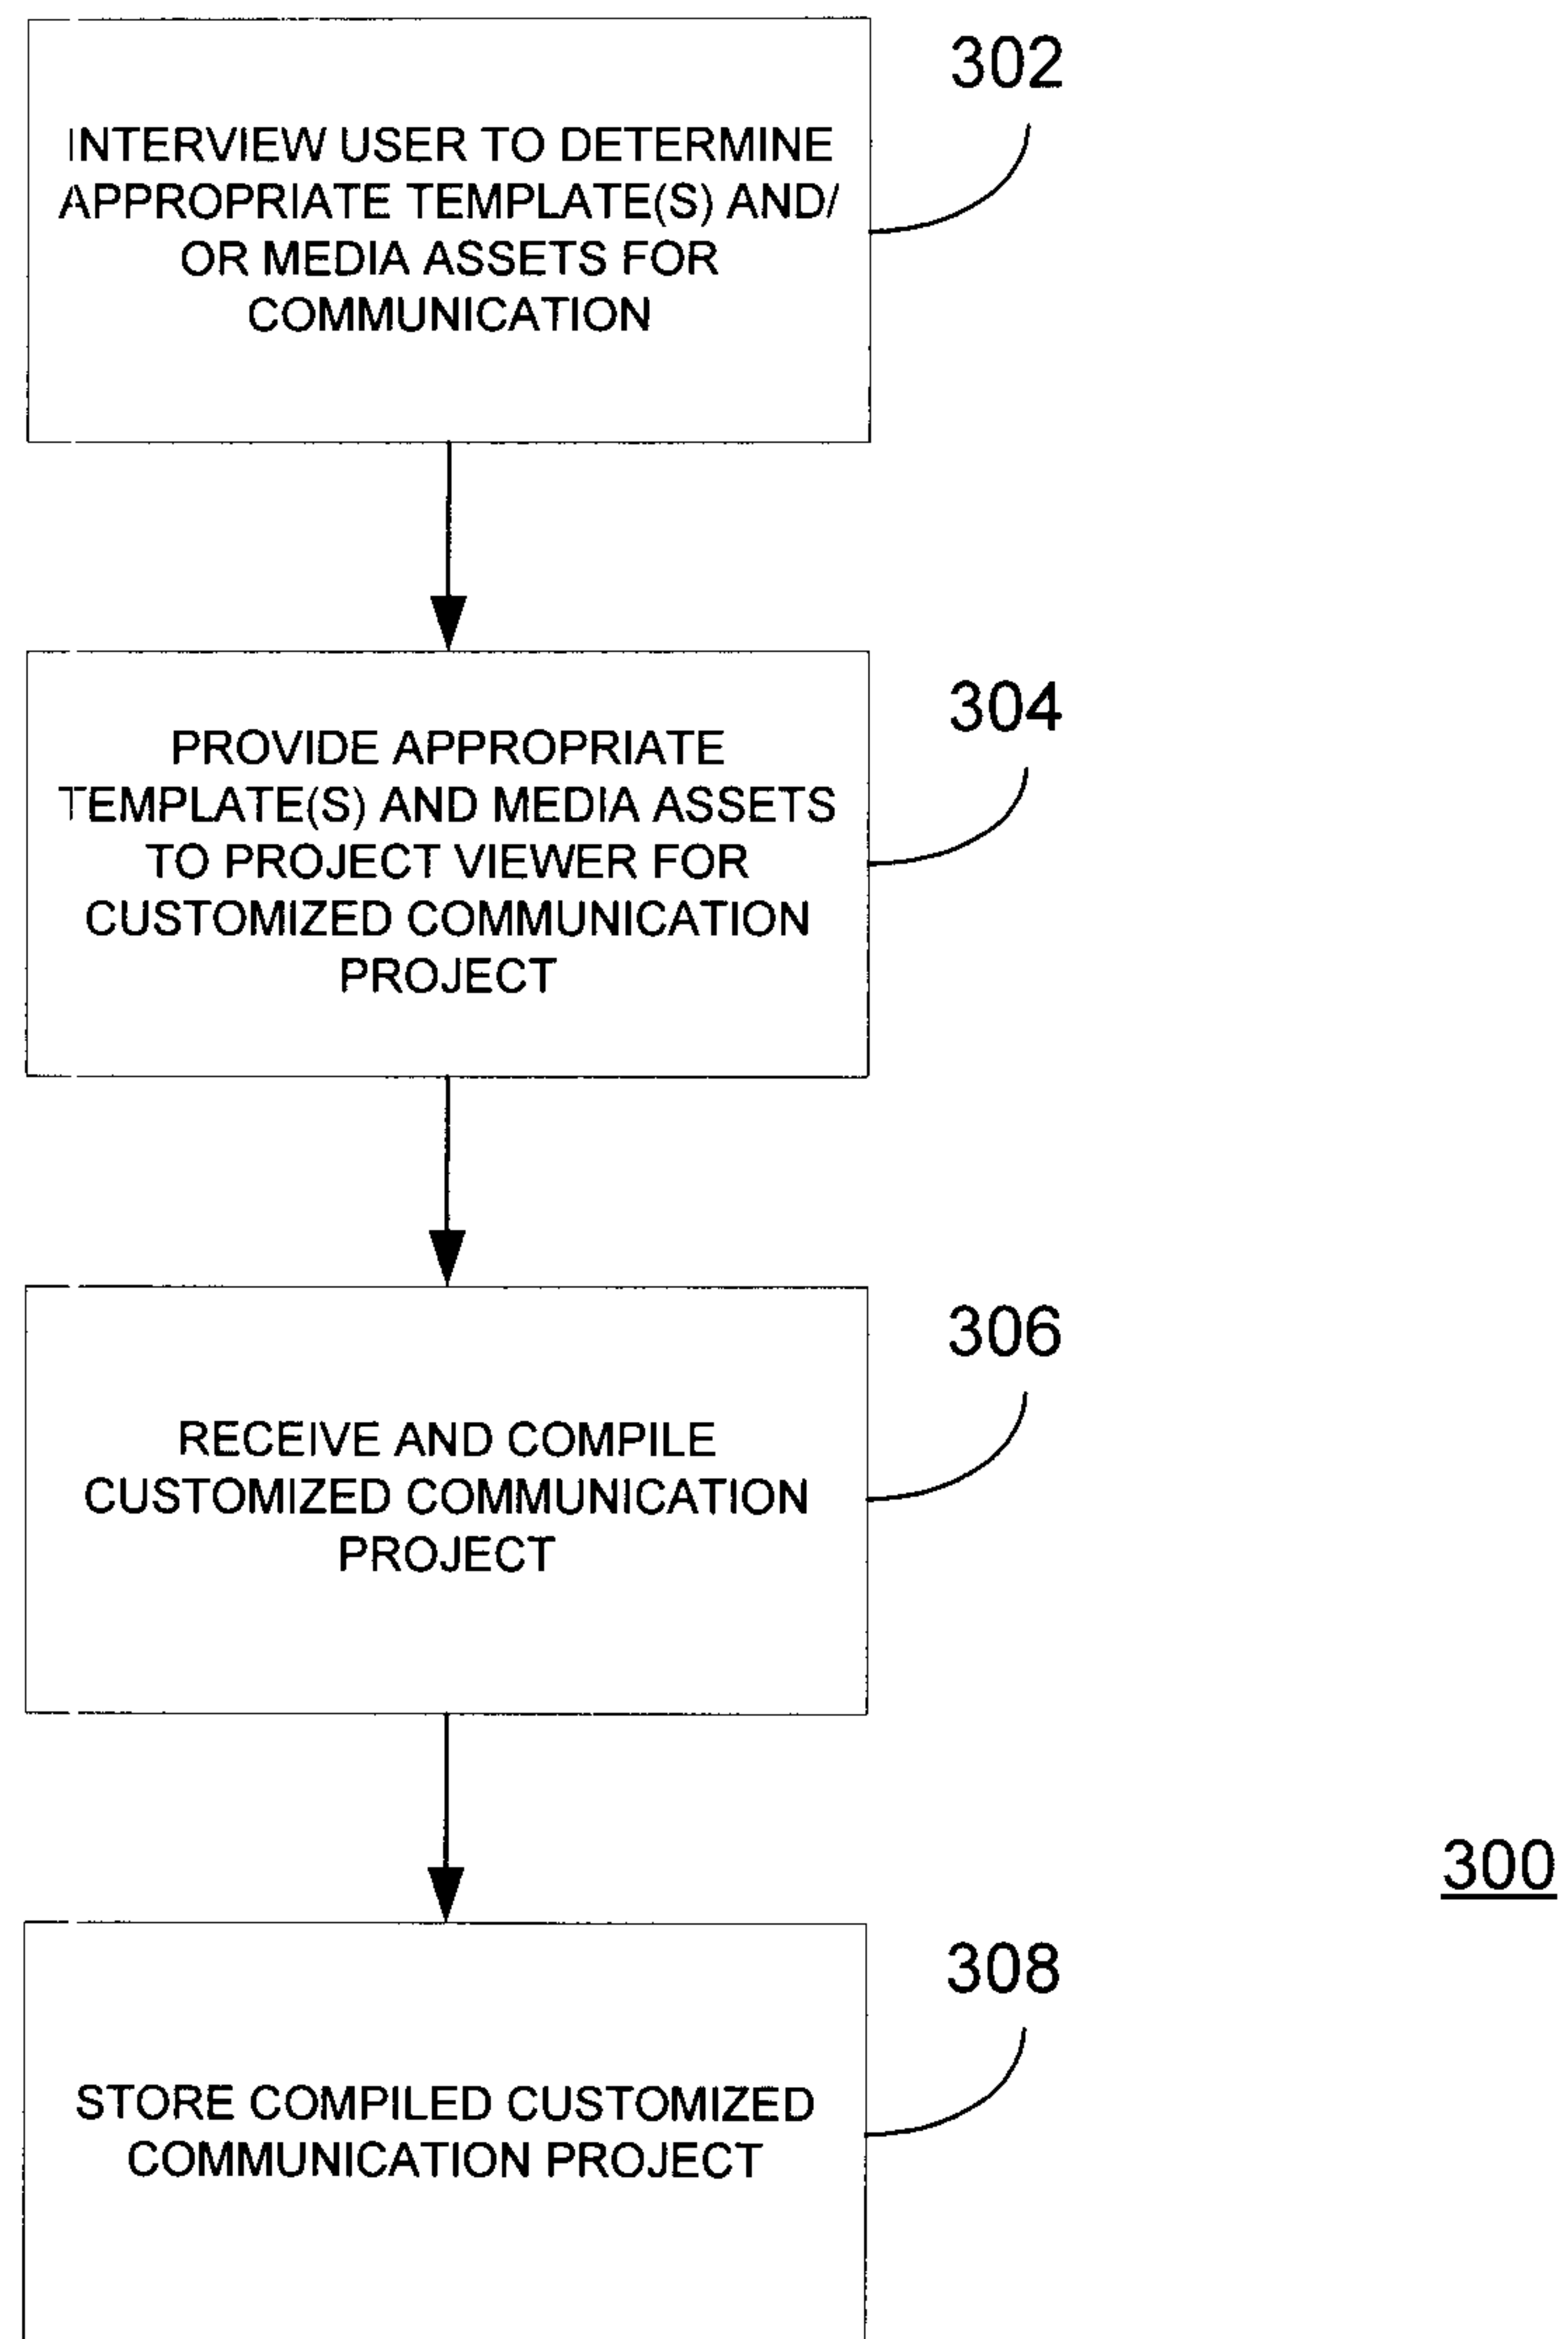 302
INTERVIEW USER TO DETERMINE
APPROPRIATE TEMPLATE(S) AND/
OR MEDIA ASSETS FOR
COMMUNICATION
304
PROVIDE APPROPRIATE
TEMPLATE(S) AND MEDIA ASSETS
TO PROJECT VIEWER FOR
CUSTOMIZED COMMUNICATION
PROJECT
306
RECEIVE AND COMPILE
CUSTOMIZED COMMUNICATION
PROJECT
300
308
STORE COMPILED CUSTOMIZED
COMMUNICATION PROJECT